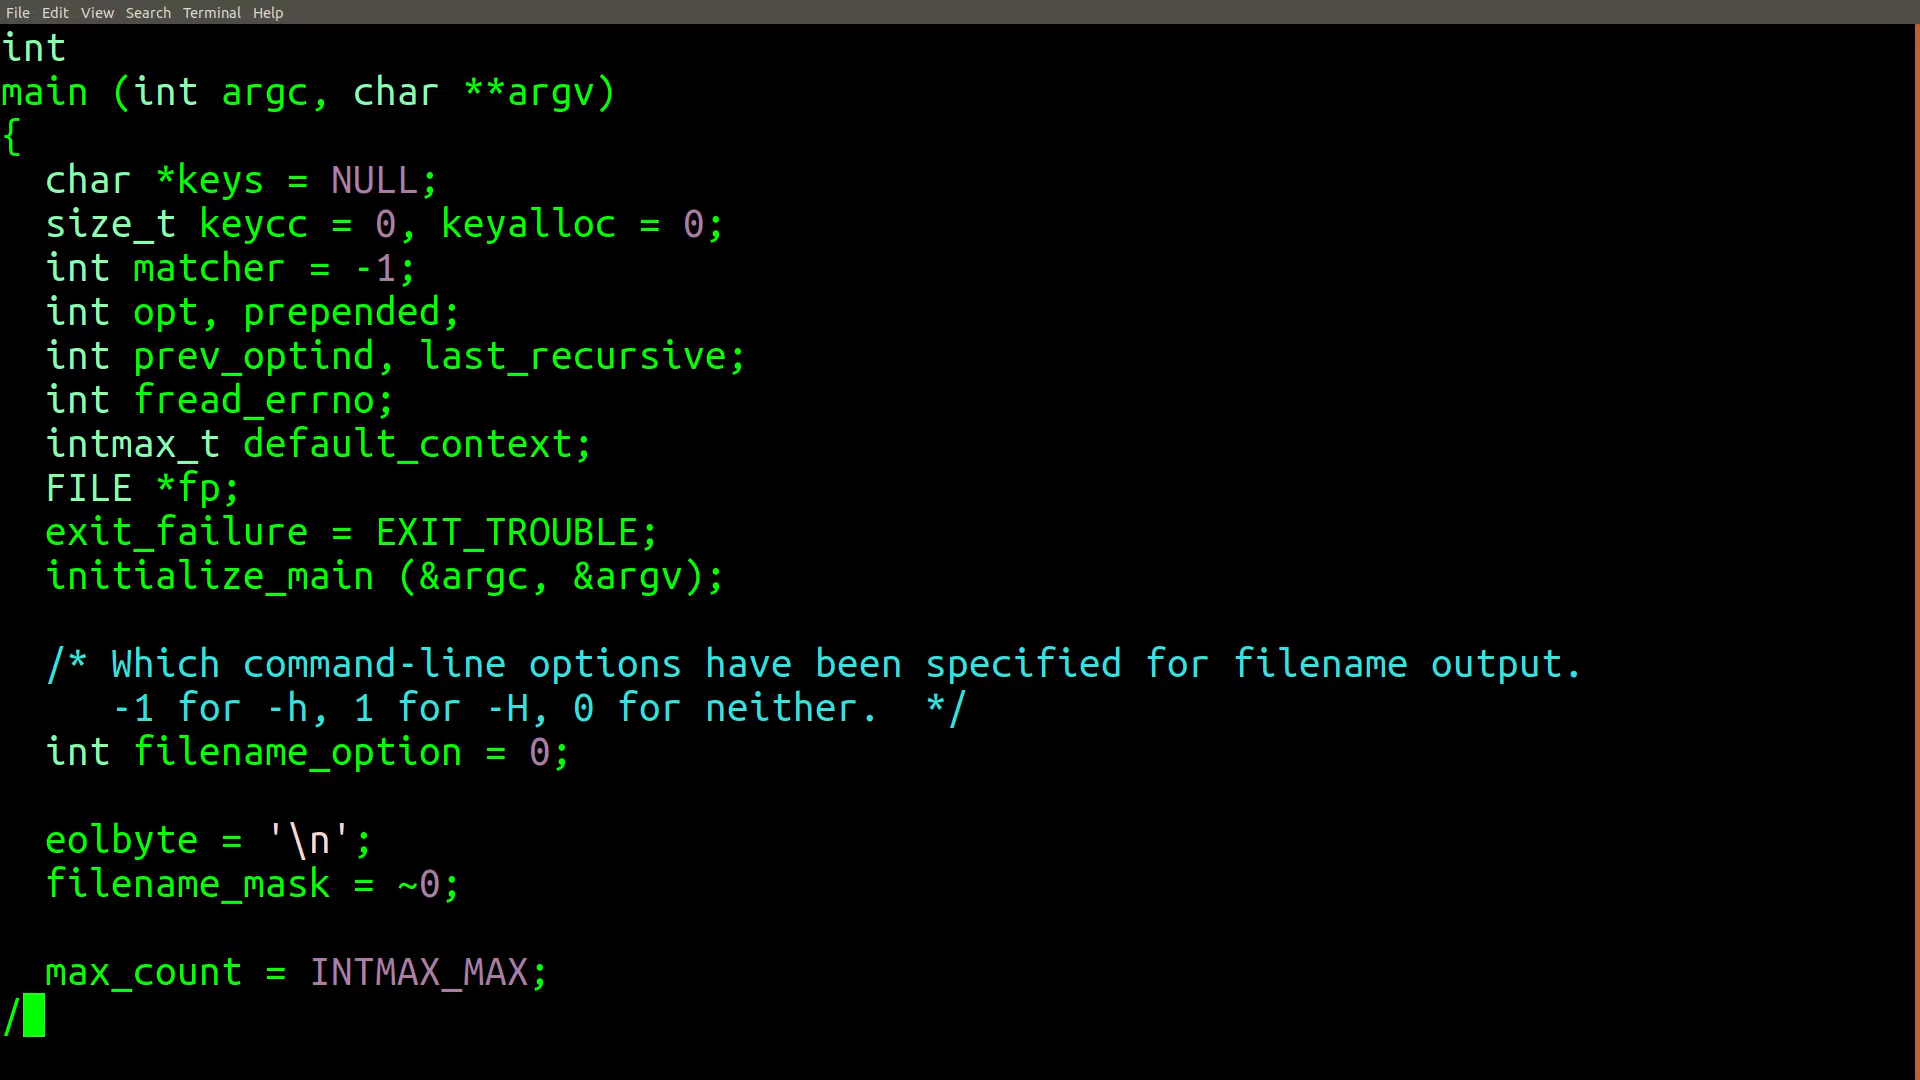 File Edit View Search Terminal Help
int
main (int argc, char **argv)
{
  char *keys = NULL;
  size_t keycc = 0, keyalloc = 0;
  int matcher = -1;
  int opt, prepended;
  int prev_optind, last_recursive;
  int fread_errno;
  intmax_t default_context;
  FILE *fp;
  exit_failure = EXIT_TROUBLE;
  initialize_main (&argc, &argv);

  /* Which command-line options have been specified for filename output.
     -1 for -h, 1 for -H, 0 for neither.  */
  int filename_option = 0;

  eolbyte = '\n';
  filename_mask = ~0;

  max_count = INTMAX_MAX;
/